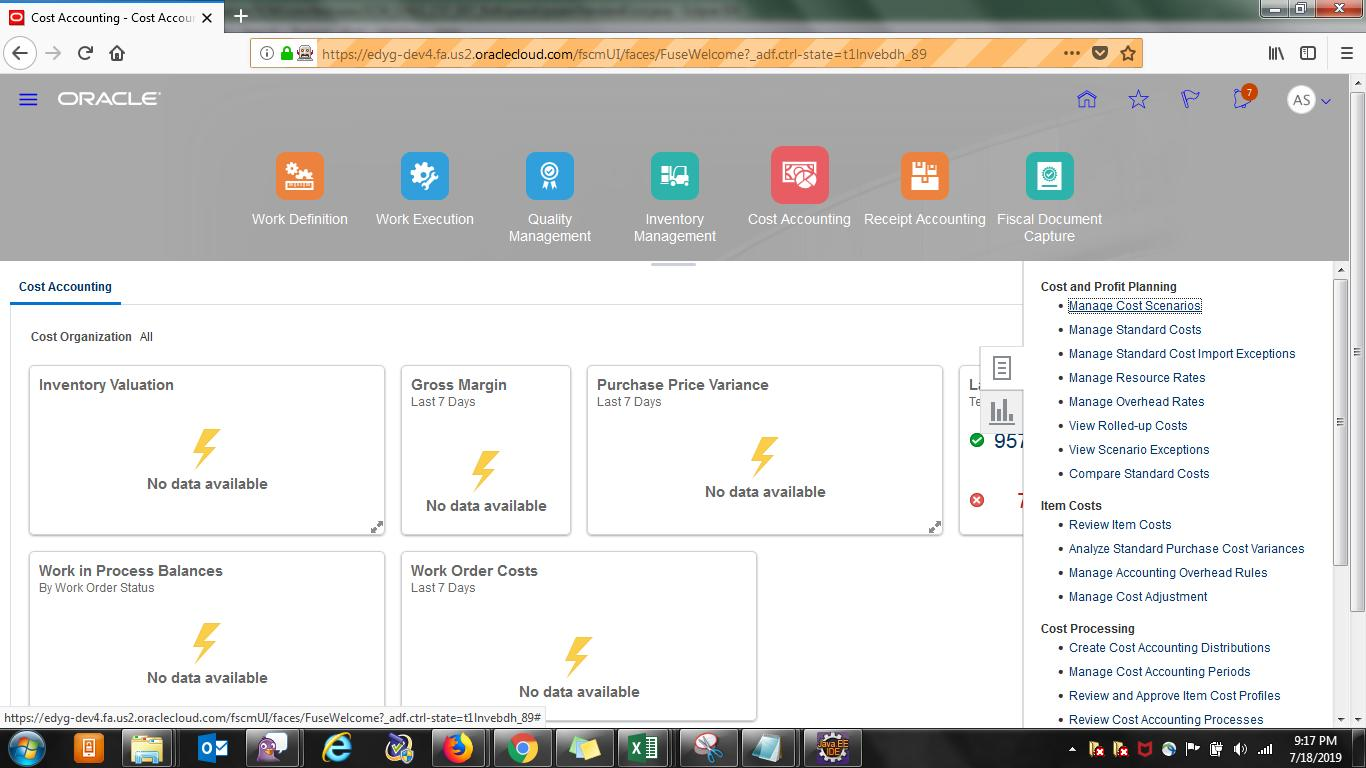 Cost Accounting - Cost Accou
https://edyg-dev4.fa.us2.oraclecloud.com/fscmUI/faces/FuseWelcome?_adf.ctrl-state=t1lnvebdh_89
ORACLE
7
AS
Work Definition
Work Execution
Quality
Management
Inventory
Management
Cost Accounting
Receipt Accounting
Fiscal Document
Capture
Cost Accounting
Cost Organization All
Inventory Valuation
No data available
Gross Margin
Last 7 Days
No data available
Purchase Price Variance
Last 7 Days
No data available
957
7
Work in Process Balances
By Work Order Status
No data available
Work Order Costs
Last 7 Days
No data available
Cost and Profit Planning
Manage Cost Scenarios
Manage Standard Costs
Manage Standard Cost Import Exceptions
Manage Resource Rates
Manage Overhead Rates
View Rolled-up Costs
View Scenario Exceptions
Compare Standard Costs
Item Costs
Review Item Costs
Analyze Standard Purchase Cost Variances
Manage Accounting Overhead Rules
Manage Cost Adjustment
Cost Processing
Create Cost Accounting Distributions
Manage Cost Accounting Periods
Review and Approve Item Cost Profiles
Review Cost Accounting Processes
https://edyg-dev4.fa.us2.oraclecloud.com/fscmUI/faces/FuseWelcome?_adf.ctrl-state=t1lnvebdh_89#
Java EE
IDE
9:17 PM
7/18/2019